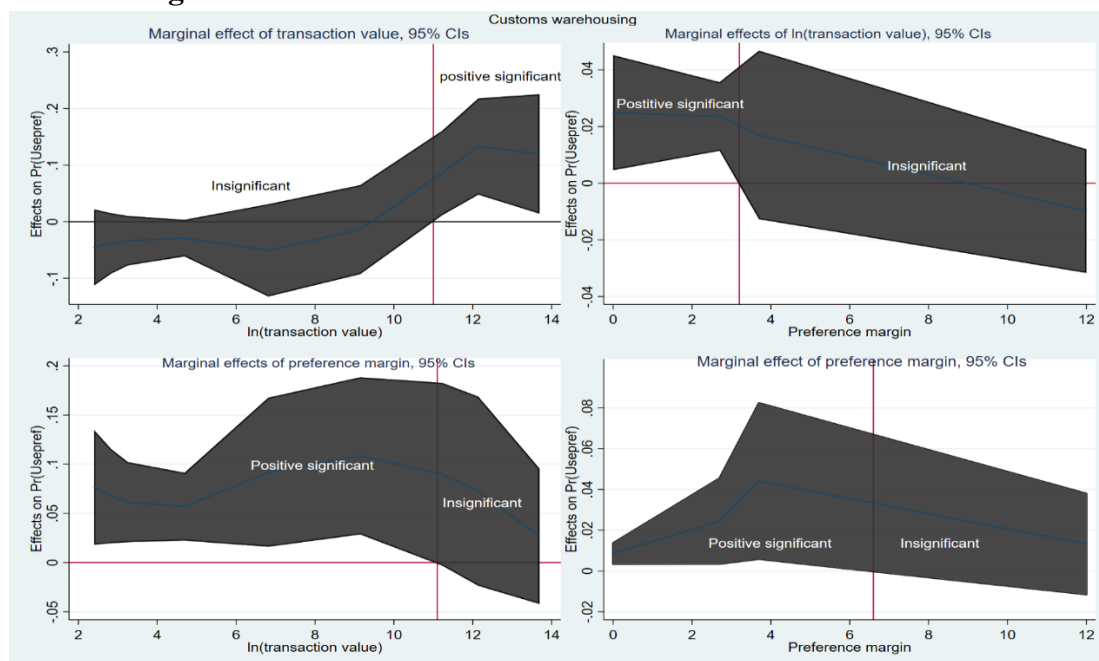 Customs warehousing
Marginal effect of transaction value, 95% CIs
positive significant
Insignificant
Effects on Pr(Usepref)
.3
.2
.1
0
-.1
2 4 6 8 10 12 14
ln(transaction value)
Marginal effects of ln(transaction value), 95% CIs
Postitive significant
Insignificant
Effects on Pr(Usepref)
.04
.02
0
-.02
-.04
0 2 4 6 8 10 12
Preference margin
Marginal effects of preference margin, 95% CIs
Positive significant
Insignificant
Effects on Pr(Usepref)
.2
.15
.1
.05
0
-.05
2 4 6 8 10 12 14
ln(transaction value)
Marginal effect of preference margin, 95% CIs
Positive significant
Insignificant
Effects on Pr(Usepref)
.08
.06
.04
.02
0
-.02
0 2 4 6 8 10 12
Preference margin